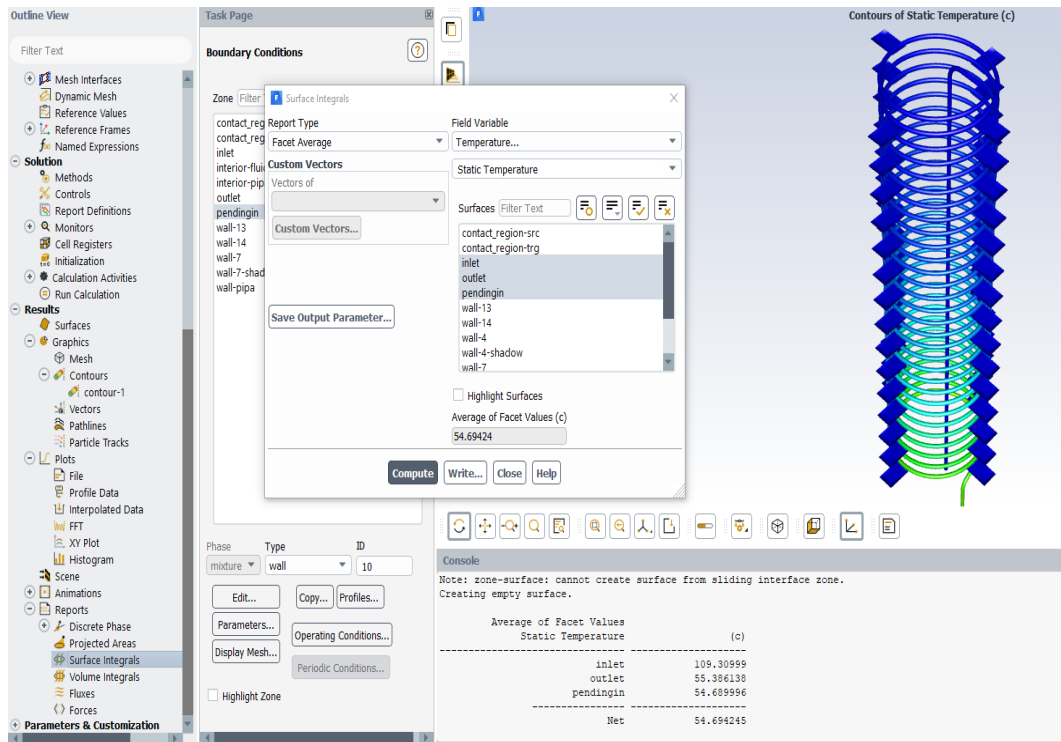 Outline View
Filter Text
Mesh Interfaces
Dynamic Mesh
Reference Values
Reference Frames
Named Expressions
Solution
Methods
Controls
Report Definitions
Monitors
Cell Registers
Initialization
Calculation Activities
Run Calculation
Results
Surfaces
Graphics
Mesh
Contours
contour-1
Vectors
Pathlines
Particle Tracks
Plots
File
Profile Data
Interpolated Data
FFT
XY Plot
Histogram
Scene
Animations
Reports
Discrete Phase
Projected Areas
Surface Integrals
Volume Integrals
Fluxes
Forces
Parameters & Customization
Task Page
Boundary Conditions
Zone Filter
contact_reg
contact_reg
inlet
interior-flui
interior-pip
outlet
pendingin
wall-13
wall-14
wall-7
wall-7-shad
wall-pipa
Phase Type ID
mixture wall 10
Edit... Copy... Profiles...
Parameters... Operating Conditions...
Display Mesh... Periodic Conditions...
Highlight Zone
Surface Integrals
Report Type
Facet Average
Custom Vectors
Vectors of
Custom Vectors...
Save Output Parameter...
Field Variable
Temperature...
Static Temperature
Surfaces Filter Text
contact_region-src
contact_region-trg
inlet
outlet
pendingin
wall-13
wall-14
wall-4
wall-4-shadow
wall-7
Highlight Surfaces
Average of Facet Values (c)
54.69424
Compute Write... Close Help
Contours of Static Temperature (c)
Console
Note: zone-surface: cannot create surface from sliding interface zone.
Creating empty surface.
Average of Facet Values
Static Temperature (c)
-------------------------------- --------------------
inlet 109.30999
outlet 55.386138
pendingin 54.689996
---------------- --------------------
Net 54.694245